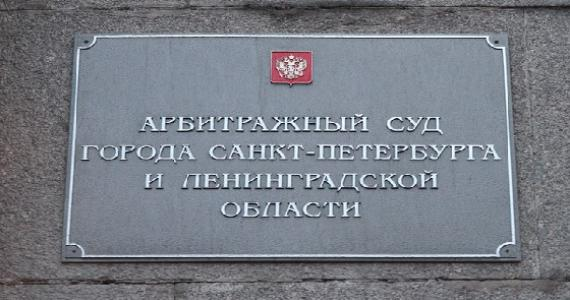 АРБИТРАЖНЫЙ СУД
ГОРОДА САНКТ-ПЕТЕРБУРГА
И ЛЕНИНГРАДСКОЙ
ОБЛАСТИ